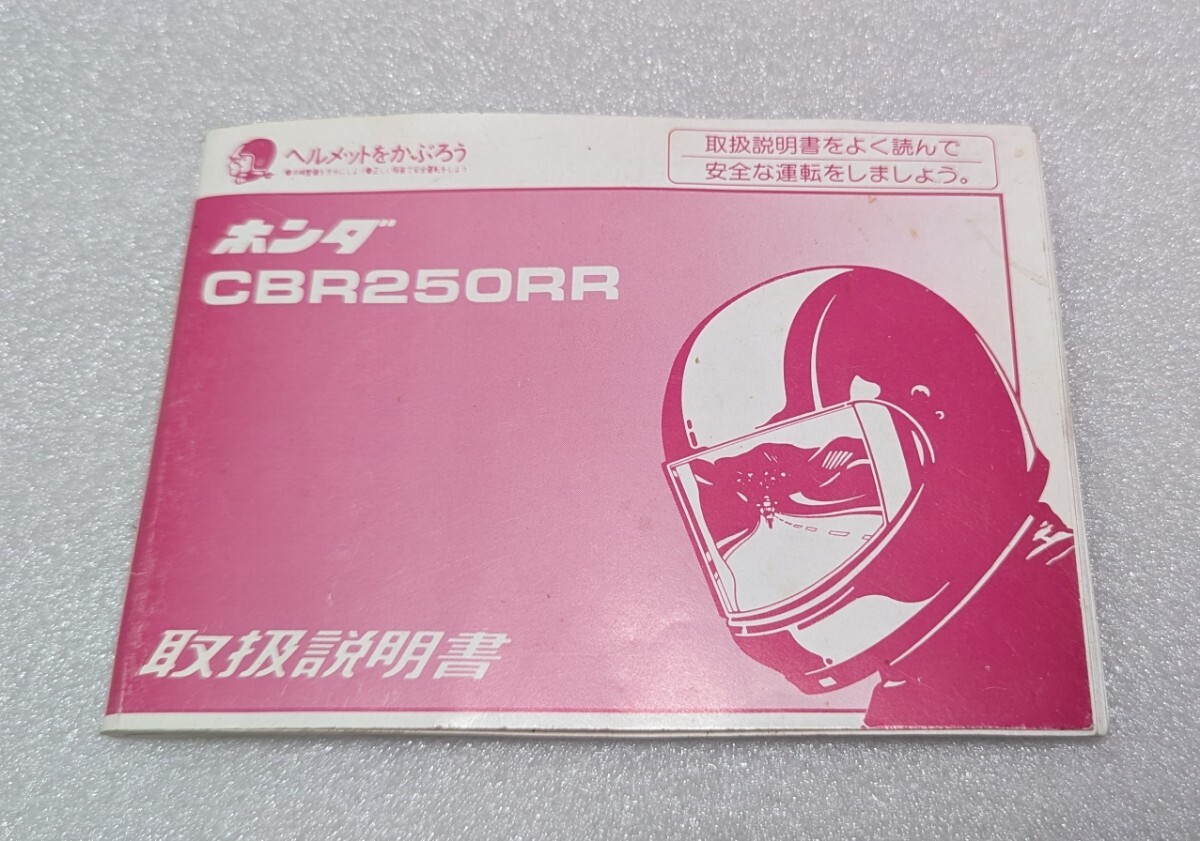 ヘルメットをかぶろう
取扱説明書をよく読んで
安全な運転をしましょう。
ホンダ
CBR250RR
取扱説明書